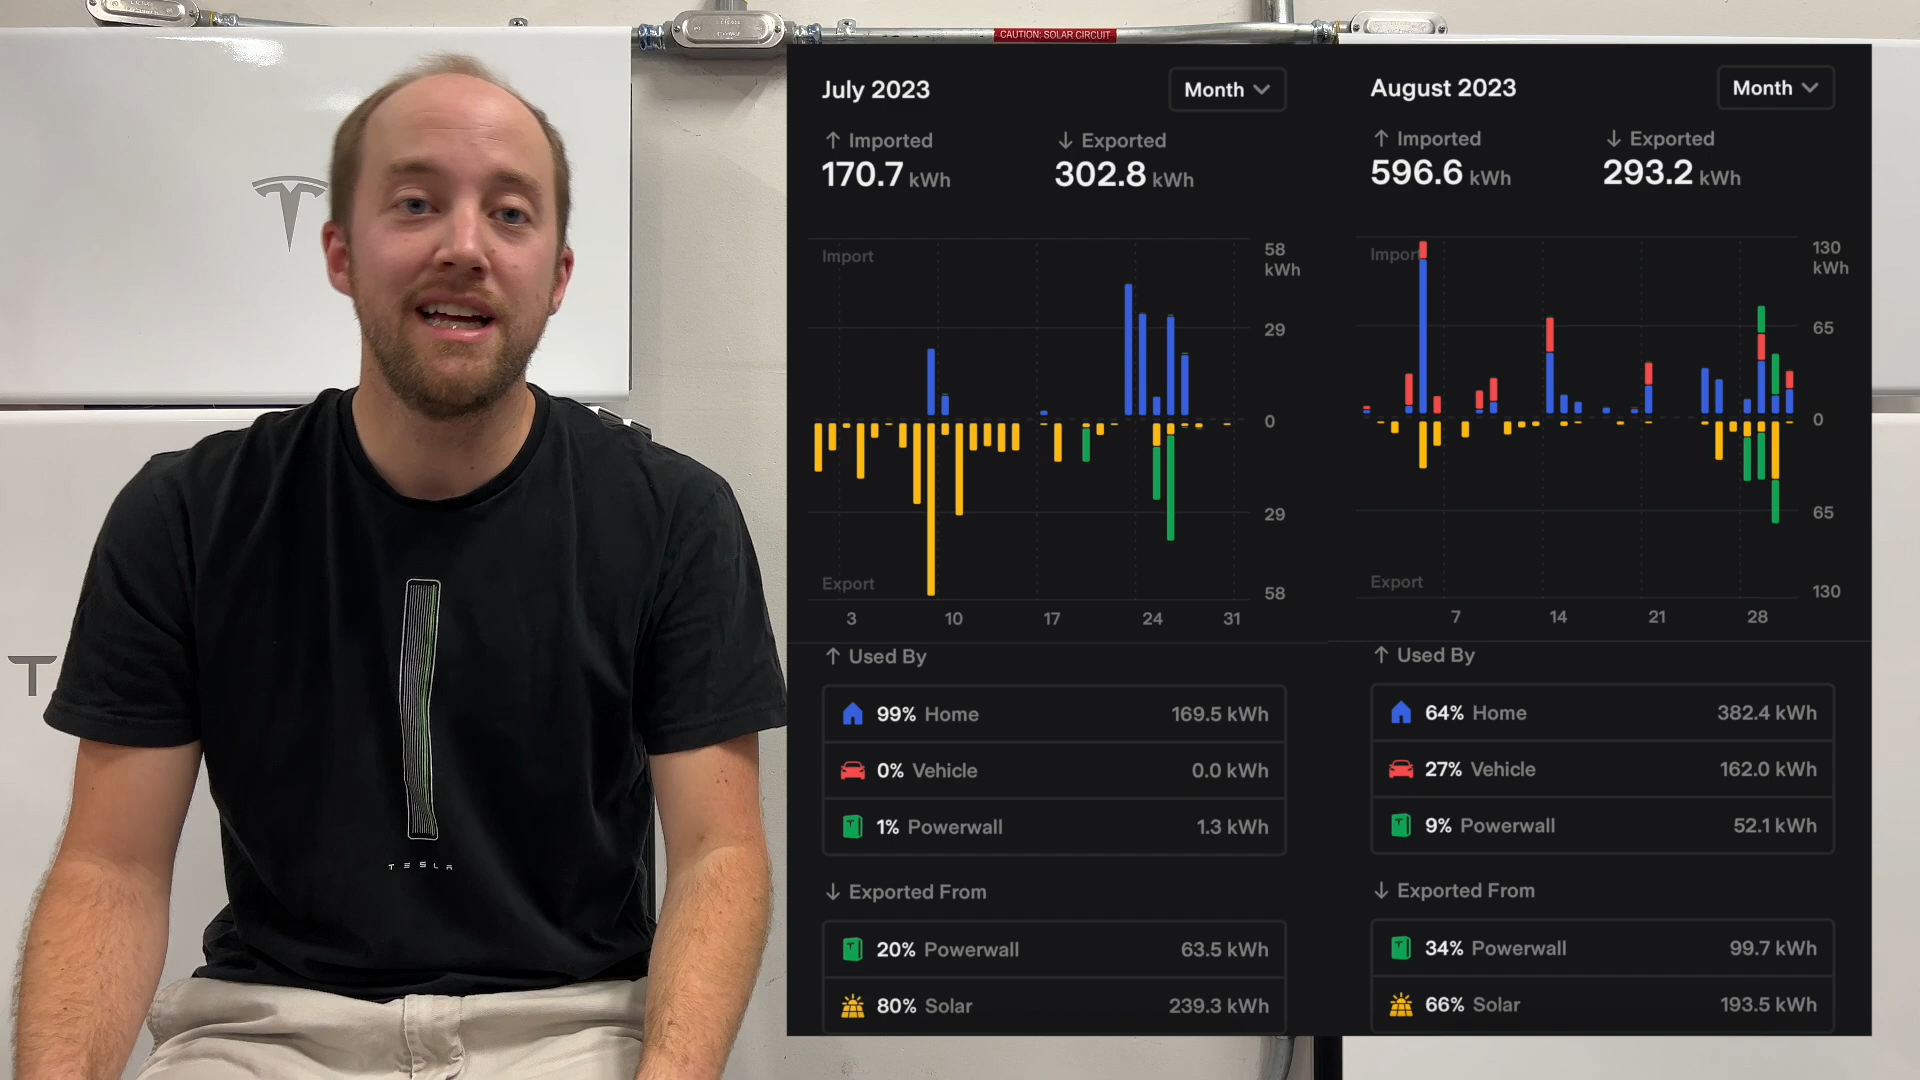 CAUTION: SOLAR CIRCUIT
T
TESLA
July 2023
Month
↑ Imported
↓ Exported
170.7 kWh
302.8 kWh
Import
58
kWh
29
0
29
Export
58
3 10 17 24 31
↑ Used By
99% Home 169.5 kWh
0% Vehicle 0.0 kWh
1% Powerwall 1.3 kWh
↓ Exported From
20% Powerwall 63.5 kWh
80% Solar 239.3 kWh
August 2023
Month
↑ Imported
↓ Exported
596.6 kWh
293.2 kWh
Import
130
kWh
65
0
65
Export
130
7 14 21 28
↑ Used By
64% Home 382.4 kWh
27% Vehicle 162.0 kWh
9% Powerwall 52.1 kWh
↓ Exported From
34% Powerwall 99.7 kWh
66% Solar 193.5 kWh